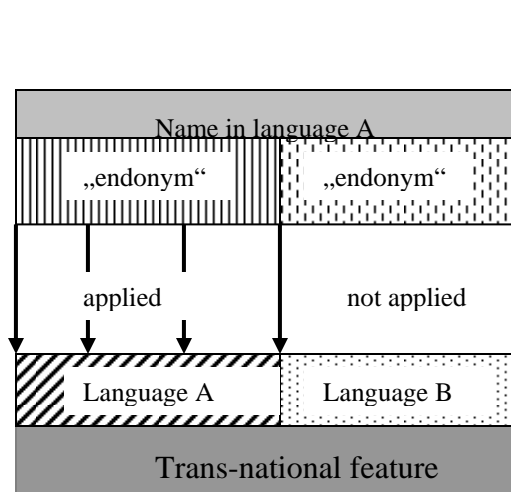 Name in language A
„endonym“ „endonym“
applied not applied
Language A Language B
Trans-national feature